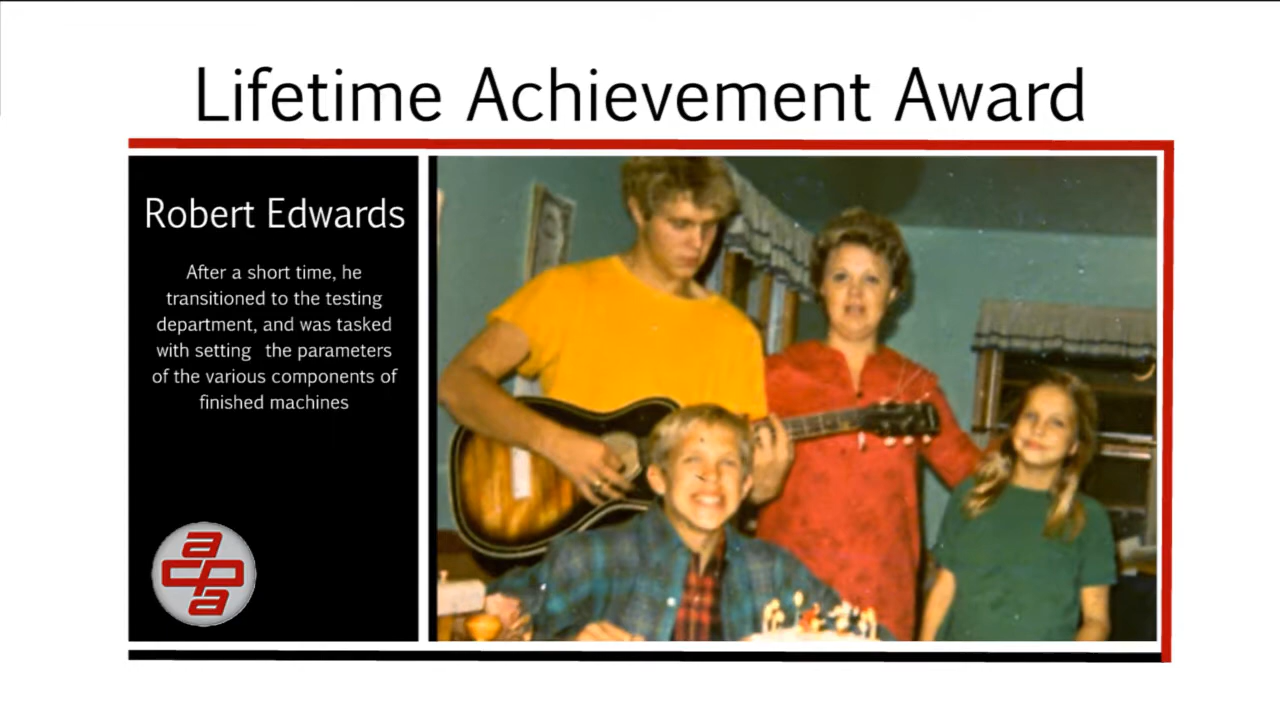 Lifetime Achievement Award
Robert Edwards
After a short time, he
transitioned to the testing
department, and was tasked
with setting  the parameters
of the various components of
finished machines
a
cpa
a